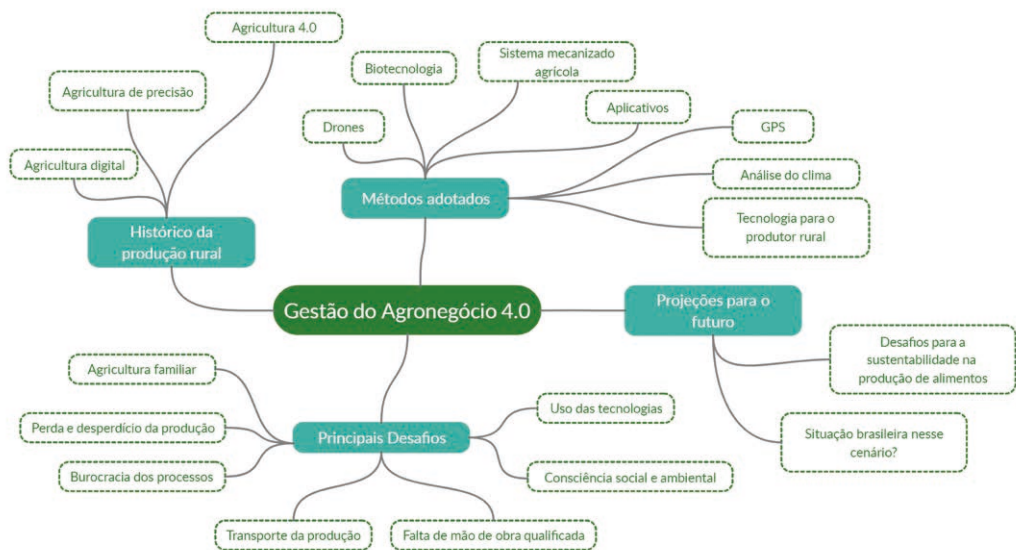 Agricultura 4.0
Agricultura de precisão
Agricultura digital
Histórico da
produção rural
Biotecnologia
Sistema mecanizado
agrícola
Drones
Aplicativos
GPS
Análise do clima
Tecnologia para o
produtor rural
Métodos adotados
Gestão do Agronegócio 4.0
Projeções para o
futuro
Desafios para a
sustentabilidade na
produção de alimentos
Situação brasileira nesse
cenário?
Agricultura familiar
Perda e desperdício da produção
Burocracia dos processos
Principais Desafios
Uso das tecnologias
Consciência social e ambiental
Transporte da produção
Falta de mão de obra qualificada